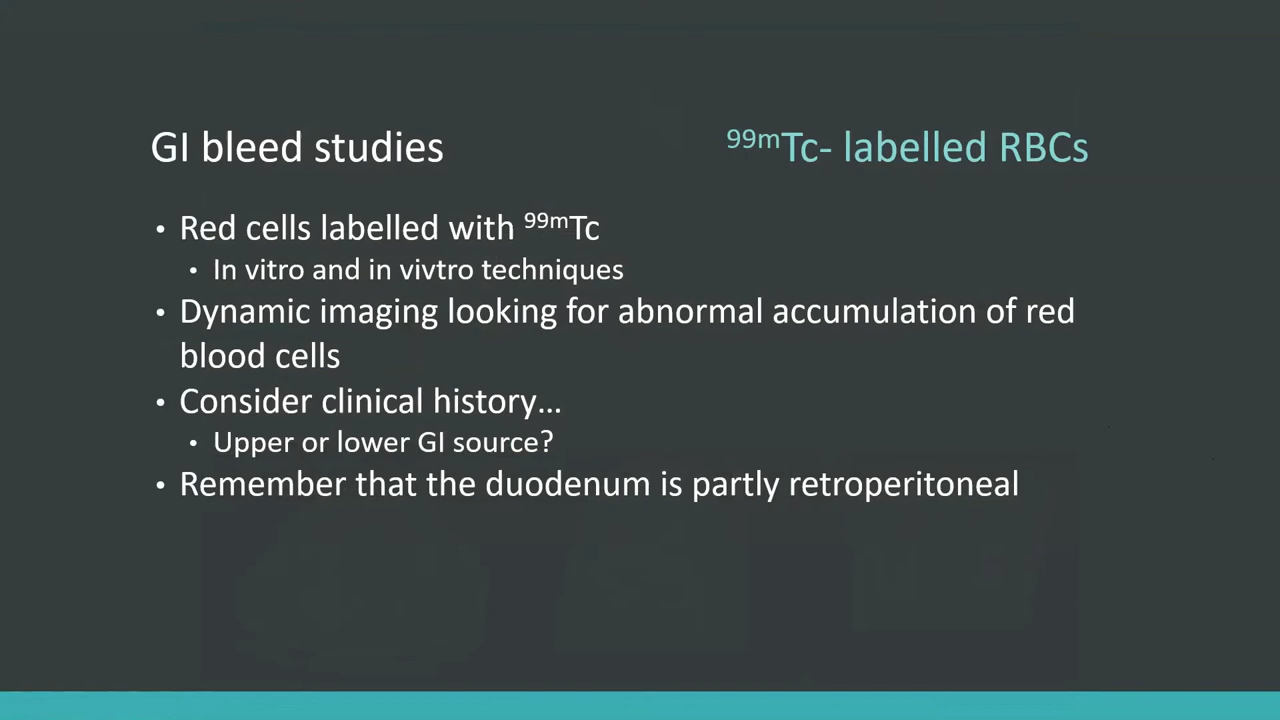 GI bleed studies
⁹⁹ᵐTc- labelled RBCs
• Red cells labelled with ⁹⁹ᵐTc
• In vitro and in vivtro techniques
• Dynamic imaging looking for abnormal accumulation of red
blood cells
• Consider clinical history...
• Upper or lower GI source?
• Remember that the duodenum is partly retroperitoneal